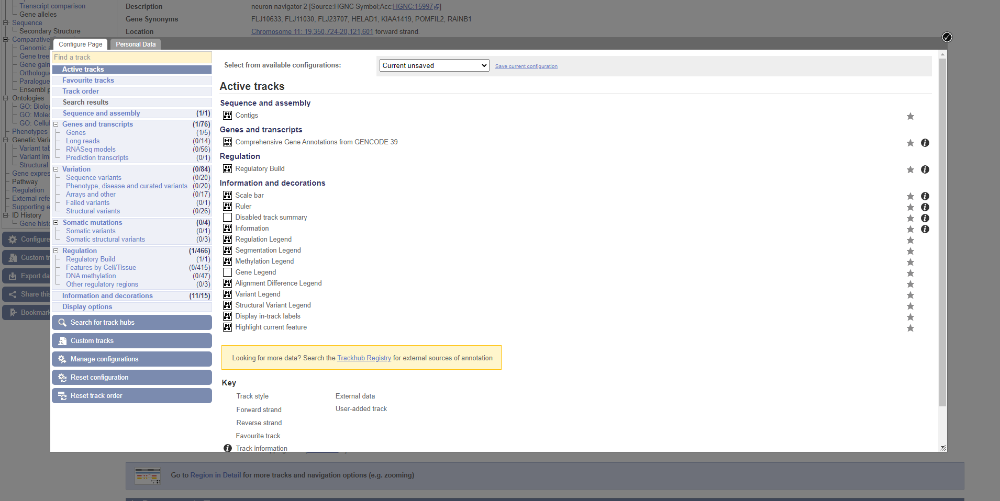 Transcript comparison
Gene alleles
Sequence
Secondary Structure
Comparative
Genomic a
Gene tree
Gene gain
Orthologu
Paralogue
Ensembl p
Ontologies
GO: Biolog
GO: Molec
GO: Cellul
Phenotypes
Genetic Varia
Variant tab
Variant im
Structural
Gene expres
Pathway
Regulation
External refe
Supporting e
ID History
Gene histo
Configure
Custom tr
Export da
Share this
Bookmark
Description neuron navigator 2 [Source:HGNC Symbol;Acc:HGNC:15997]
Gene Synonyms FLJ10633, FLJ11030, FLJ23707, HELAD1, KIAA1419, POMFIL2, RAINB1
Location Chromosome 11: 19,350,724-20,121,601 forward strand.
Configure Page Personal Data
Find a track
Active tracks
Favourite tracks
Track order
Search results
Sequence and assembly (1/1)
Genes and transcripts (1/76)
Genes (1/5)
Long reads (0/14)
RNASeq models (0/56)
Prediction transcripts (0/1)
Variation (0/84)
Sequence variants (0/20)
Phenotype, disease and curated variants (0/20)
Arrays and other (0/17)
Failed variants (0/1)
Structural variants (0/26)
Somatic mutations (0/4)
Somatic variants (0/1)
Somatic structural variants (0/3)
Regulation (1/466)
Regulatory Build (1/1)
Features by Cell/Tissue (0/415)
DNA methylation (0/47)
Other regulatory regions (0/3)
Information and decorations (11/15)
Display options
Search for track hubs
Custom tracks
Manage configurations
Reset configuration
Reset track order
Select from available configurations: Current unsaved Save current configuration
Active tracks
Sequence and assembly
Contigs
Genes and transcripts
Comprehensive Gene Annotations from GENCODE 39
Regulation
Regulatory Build
Information and decorations
Scale bar
Ruler
Disabled track summary
Information
Regulation Legend
Segmentation Legend
Methylation Legend
Gene Legend
Alignment Difference Legend
Variant Legend
Structural Variant Legend
Display in-track labels
Highlight current feature
Looking for more data? Search the Trackhub Registry for external sources of annotation
Key
Track style External data
Forward strand User-added track
Reverse strand
Favourite track
Track information
Go to Region in Detail for more tracks and navigation options (e.g. zooming)